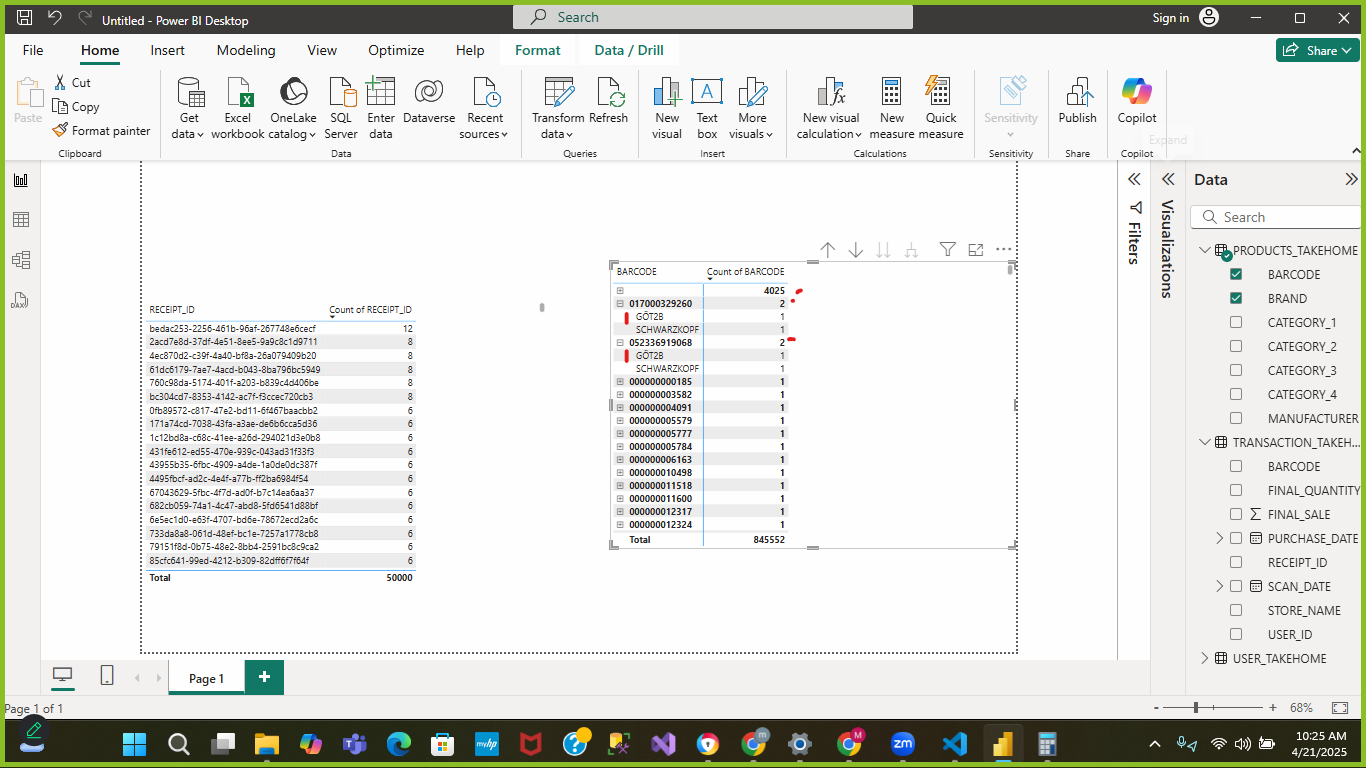 Untitled - Power BI Desktop
Search
Sign in
File Home Insert Modeling View Optimize Help Format Data / Drill
Share
Paste
Cut
Copy
Format painter
Clipboard
Get data
Excel workbook
OneLake catalog
SQL Server
Enter data
Dataverse
Recent sources
Data
Transform data
Refresh
Queries
New visual
Text box
More visuals
Insert
New visual calculation
New measure
Quick measure
Calculations
Sensitivity
Sensitivity
Publish
Share
Copilot
Copilot
Expand
RECEIPT_ID Count of RECEIPT_ID
bedac253-2256-461b-96af-267748e6cecf 12
2acd7e8d-37df-4e51-8ee5-9a9c8c1d9711 8
4ec870d2-c39f-4a40-bf8a-26a079409b20 8
61dc6179-7ae7-4acd-b043-8ba796bc5949 8
760c98da-5174-401f-a203-b839c4d406be 8
bc304cd7-8353-4142-ac7f-f3ccec720cb3 8
0fb89572-c817-47e2-bd11-6f467baacbb2 6
171a74cd-7038-43fa-a3ae-de6b6cca5d36 6
1c12bd8a-c68c-41ee-a26d-294021d3e0b8 6
431fe612-ed55-470e-939c-043ad31f33f3 6
43955b35-6fbc-4909-a4de-1a0de0dc387f 6
4495fbcf-ad2c-4e4f-a77b-ff2ba6984f54 6
67043629-5fbc-4f7d-ad0f-b7c14ea6aa37 6
682cb059-74a1-4c47-abd8-5fd6541d88bf 6
6e5ec1d0-e63f-4707-bd6e-78672ecd2a6c 6
733da8a8-061d-48ef-bc1e-7257a1778cb8 6
79151f8d-0b75-48e2-8bb4-2591bc8c9ca2 6
85cfc641-99ed-4212-b309-82dff6f7f64f 6
Total 50000
BARCODE Count of BARCODE
4025
017000329260 2
GÖT2B 1
SCHWARZKOPF 1
052336919068 2
GÖT2B 1
SCHWARZKOPF 1
000000000185 1
000000003582 1
000000004091 1
000000005579 1
000000005777 1
000000005784 1
000000006163 1
000000010498 1
000000011518 1
000000011600 1
000000012317 1
000000012324 1
Total 845552
Filters
Visualizations
Data
Search
PRODUCTS_TAKEHOME
BARCODE
BRAND
CATEGORY_1
CATEGORY_2
CATEGORY_3
CATEGORY_4
MANUFACTURER
TRANSACTION_TAKEH...
BARCODE
FINAL_QUANTITY
FINAL_SALE
PURCHASE_DATE
RECEIPT_ID
SCAN_DATE
STORE_NAME
USER_ID
USER_TAKEHOME
Page 1
Page 1 of 1
68%
10:25 AM
4/21/2025